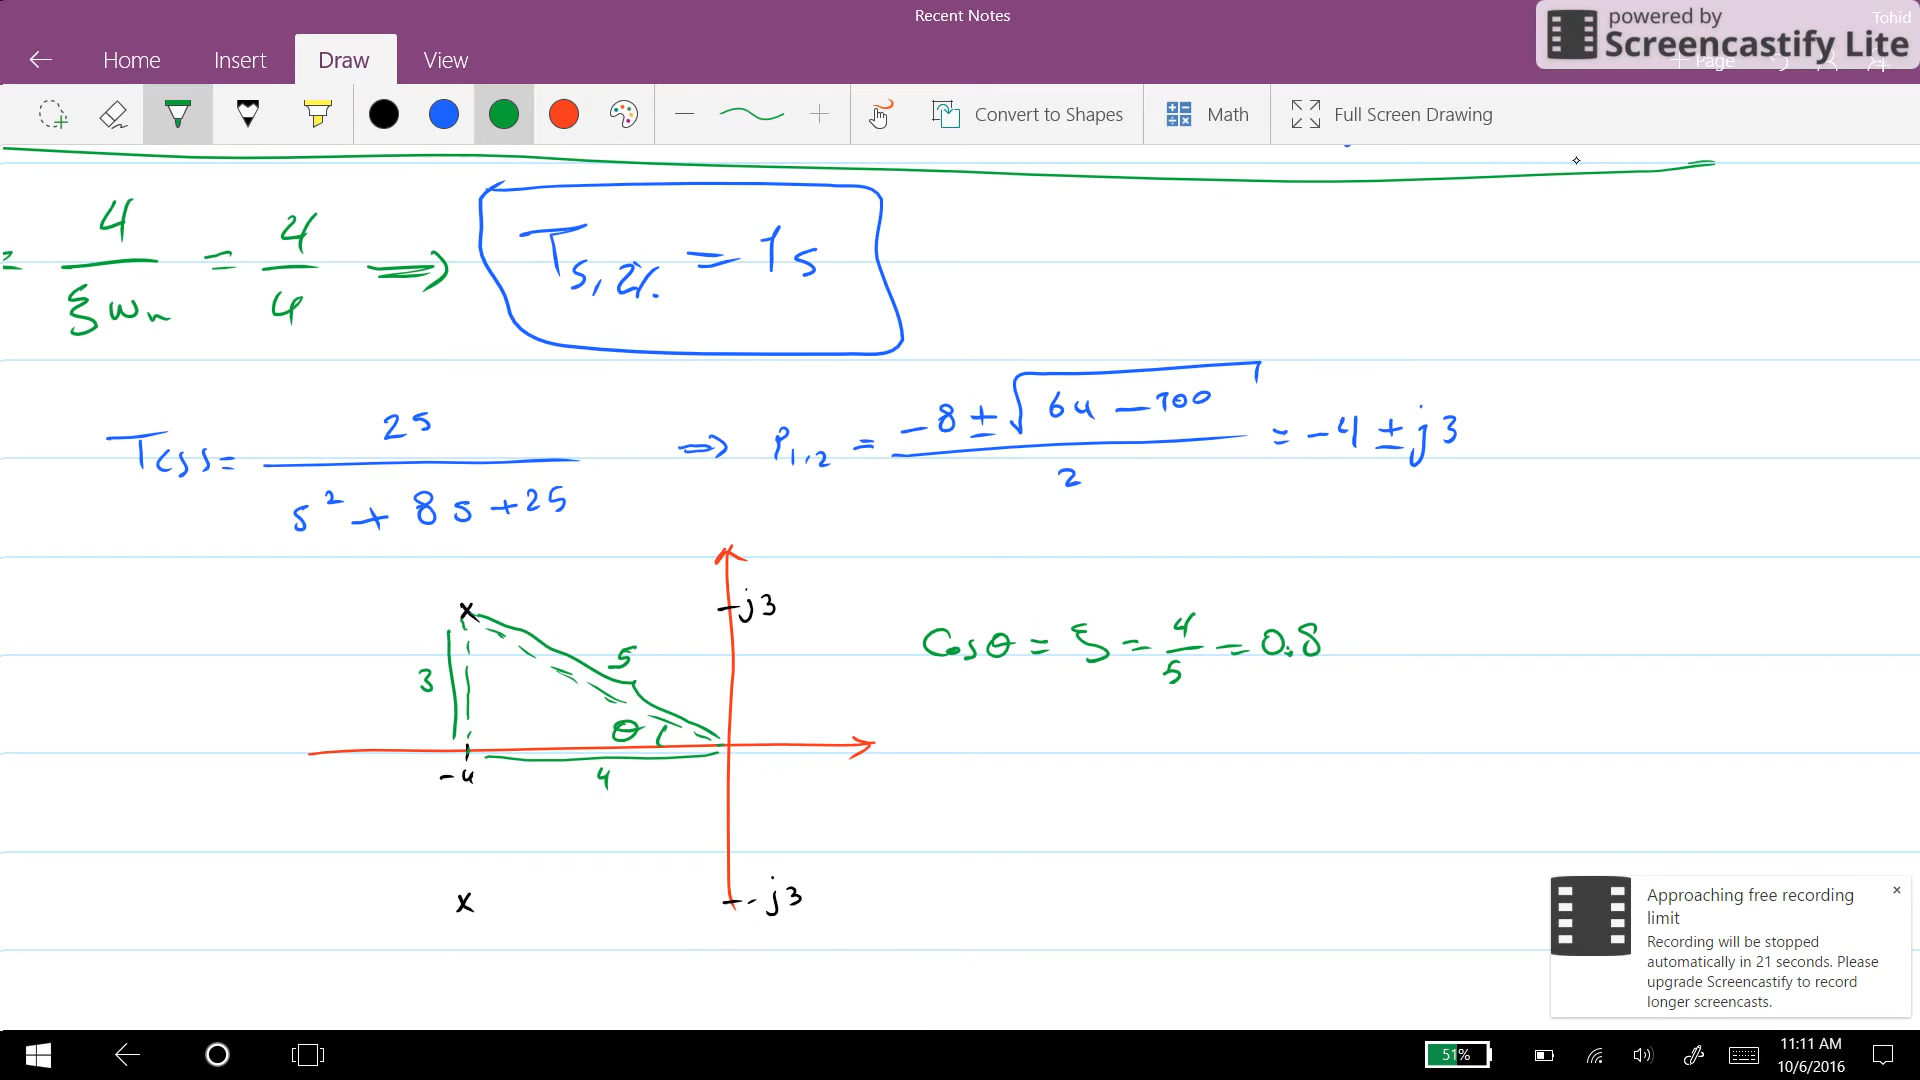 Recent Notes
Tohid
powered by
Screencastify Lite
Home Insert Draw View
+ Page
Convert to Shapes Math Full Screen Drawing
= 4/(ξωn) = 4/4 ⟹ Ts,2% = 1s
T(s) = 25/(s²+8s+25) ⟹ P1,2 = (-8±√(64-100))/2 = -4±j3
x
j3
3
5
θ
Cosθ = ξ = 4/5 = 0.8
-4
4
x
-j3
Approaching free recording
limit
Recording will be stopped
automatically in 21 seconds. Please
upgrade Screencastify to record
longer screencasts.
51%
11:11 AM
10/6/2016